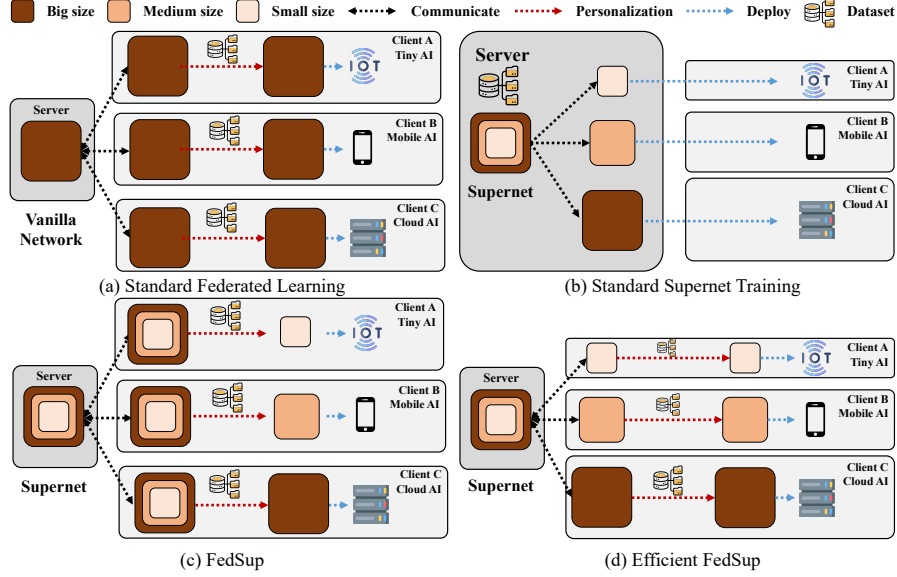 Big size Medium size Small size Communicate Personalization Deploy Dataset
Server
Vanilla
Network
Client A
Tiny AI
IOT
Client B
Mobile AI
Client C
Cloud AI
(a) Standard Federated Learning
Server
Supernet
Client A
Tiny AI
IOT
Client B
Mobile AI
Client C
Cloud AI
(b) Standard Supernet Training
Server
Supernet
Client A
Tiny AI
IOT
Client B
Mobile AI
Client C
Cloud AI
(c) FedSup
Server
Supernet
Client A
Tiny AI
IOT
Client B
Mobile AI
Client C
Cloud AI
(d) Efficient FedSup